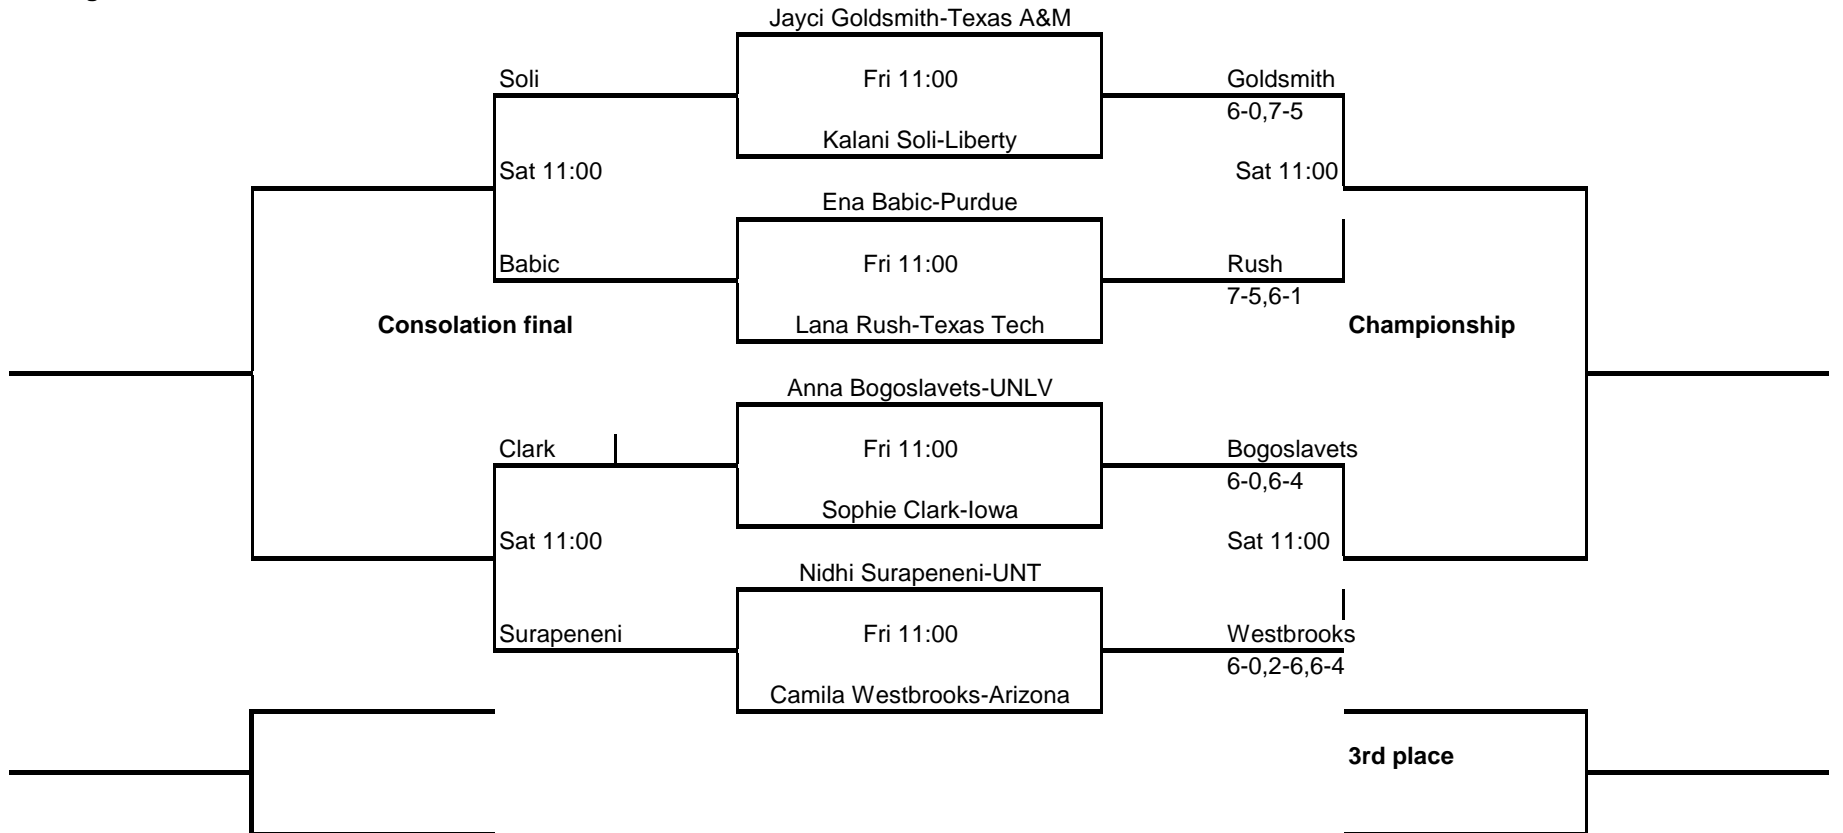 Jayci Goldsmith-Texas A&M
Soli
Fri 11:00
Goldsmith
6-0,7-5
Kalani Soli-Liberty
Sat 11:00
Sat 11:00
Ena Babic-Purdue
Babic
Fri 11:00
Rush
7-5,6-1
Consolation final
Lana Rush-Texas Tech
Championship
Anna Bogoslavets-UNLV
Clark
Fri 11:00
Bogoslavets
6-0,6-4
Sophie Clark-Iowa
Sat 11:00
Sat 11:00
Nidhi Surapeneni-UNT
Surapeneni
Fri 11:00
Westbrooks
6-0,2-6,6-4
Camila Westbrooks-Arizona
3rd place